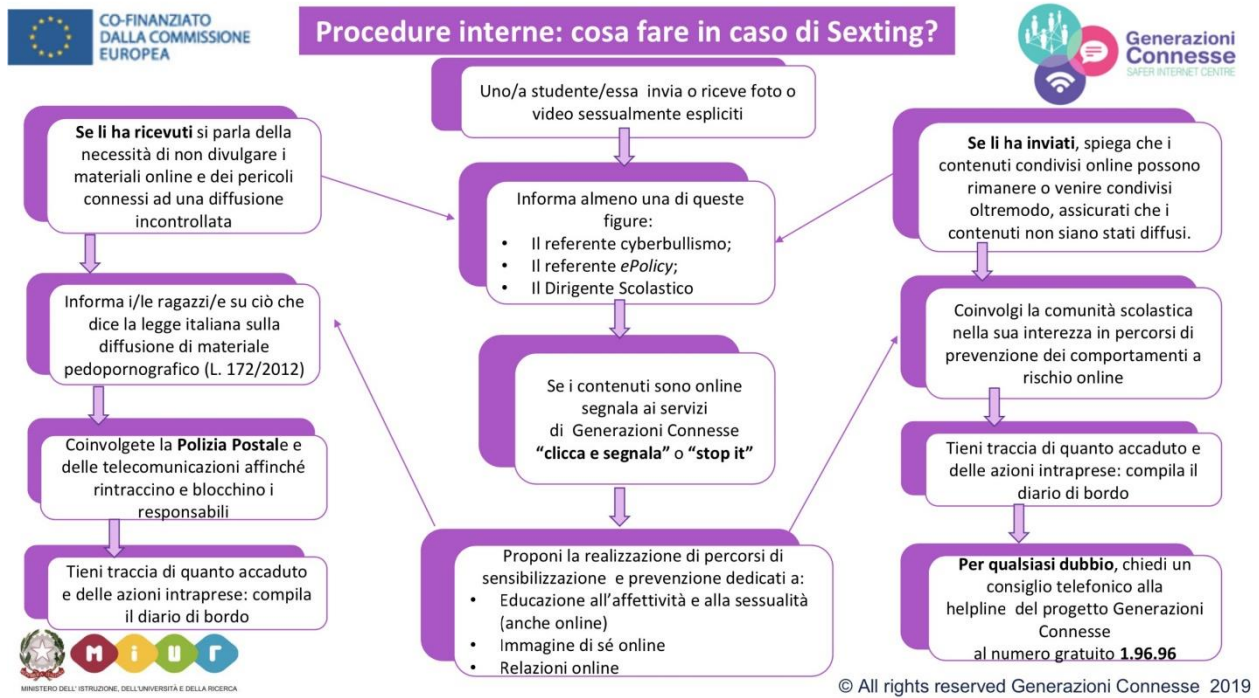 CO-FINANZIATO
DALLA COMMISSIONE
EUROPEA
Procedure interne: cosa fare in caso di Sexting?
Generazioni
Connesse
SAFER INTERNET CENTRE
Uno/a studente/essa invia o riceve foto o
video sessualmente espliciti
Se li ha ricevuti si parla della
necessità di non divulgare i
materiali online e dei pericoli
connessi ad una diffusione
incontrollata
Informa almeno una di queste
figure:
• Il referente cyberbullismo;
• Il referente ePolicy;
• Il Dirigente Scolastico
Se li ha inviati, spiega che i
contenuti condivisi online possono
rimanere o venire condivisi
oltremodo, assicurati che i
contenuti non siano stati diffusi.
Informa i/le ragazzi/e su ciò che
dice la legge italiana sulla
diffusione di materiale
pedopornografico (L. 172/2012)
Se i contenuti sono online
segnala ai servizi
di Generazioni Connesse
“clicca e segnala” o “stop it”
Coinvolgi la comunità scolastica
nella sua interezza in percorsi di
prevenzione dei comportamenti a
rischio online
Coinvolgete la Polizia Postale e
delle telecomunicazioni affinché
rintraccino e blocchino i
responsabili
Tieni traccia di quanto accaduto e
delle azioni intraprese: compila il
diario di bordo
Tieni traccia di quanto accaduto
e delle azioni intraprese: compila
il diario di bordo
Proponi la realizzazione di percorsi di
sensibilizzazione e prevenzione dedicati a:
• Educazione all’affettività e alla sessualità
(anche online)
• Immagine di sé online
• Relazioni online
Per qualsiasi dubbio, chiedi un
consiglio telefonico alla
helpline del progetto Generazioni
Connesse
al numero gratuito 1.96.96
MiUR
MINISTERO DELL' ISTRUZIONE, DELL'UNIVERSITÀ E DELLA RICERCA
© All rights reserved Generazioni Connesse 2019